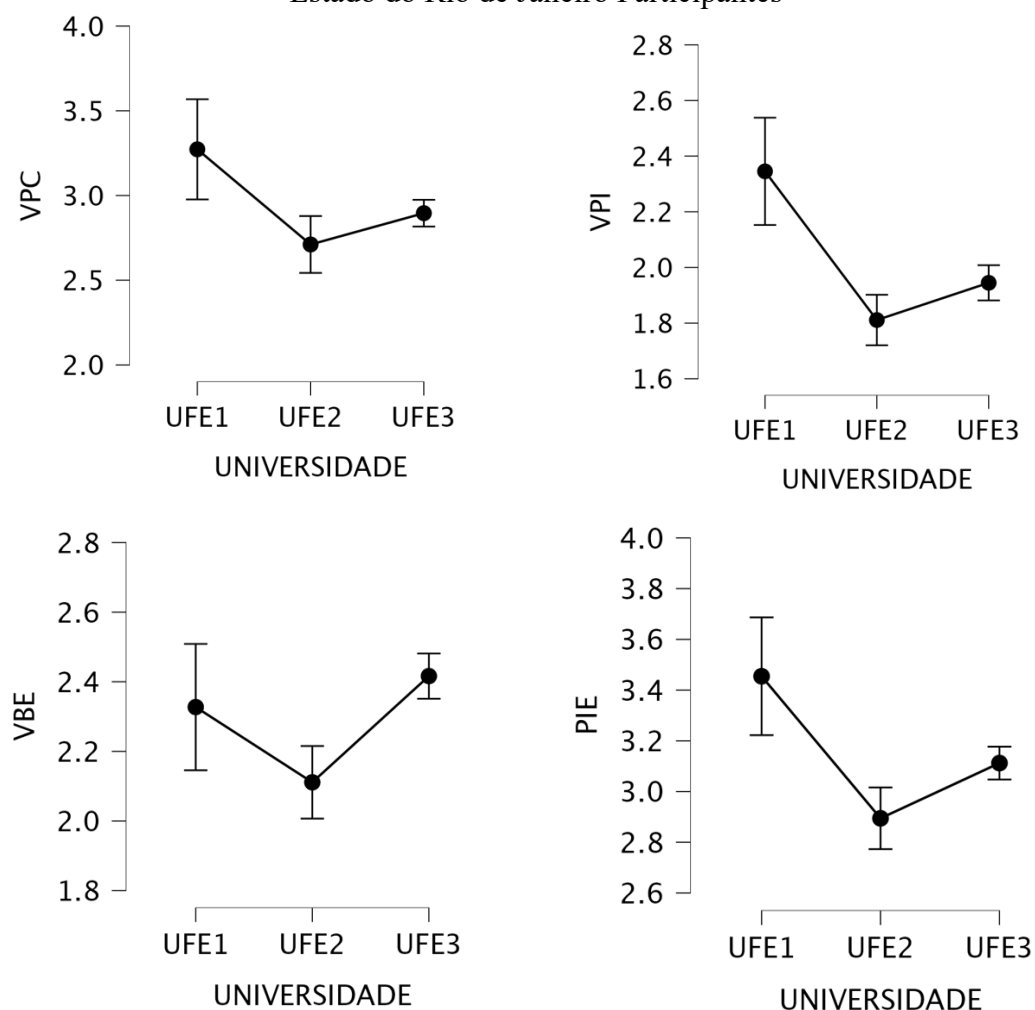 Estado do Rio de Janeiro Participantes
4.0
3.5
3.0
2.5
2.0
VPC
UFE1 UFE2 UFE3
UNIVERSIDADE
2.8
2.6
2.4
2.2
2.0
1.8
1.6
VPI
UFE1 UFE2 UFE3
UNIVERSIDADE
2.8
2.6
2.4
2.2
2.0
1.8
VBE
UFE1 UFE2 UFE3
UNIVERSIDADE
4.0
3.8
3.6
3.4
3.2
3.0
2.8
2.6
PIE
UFE1 UFE2 UFE3
UNIVERSIDADE